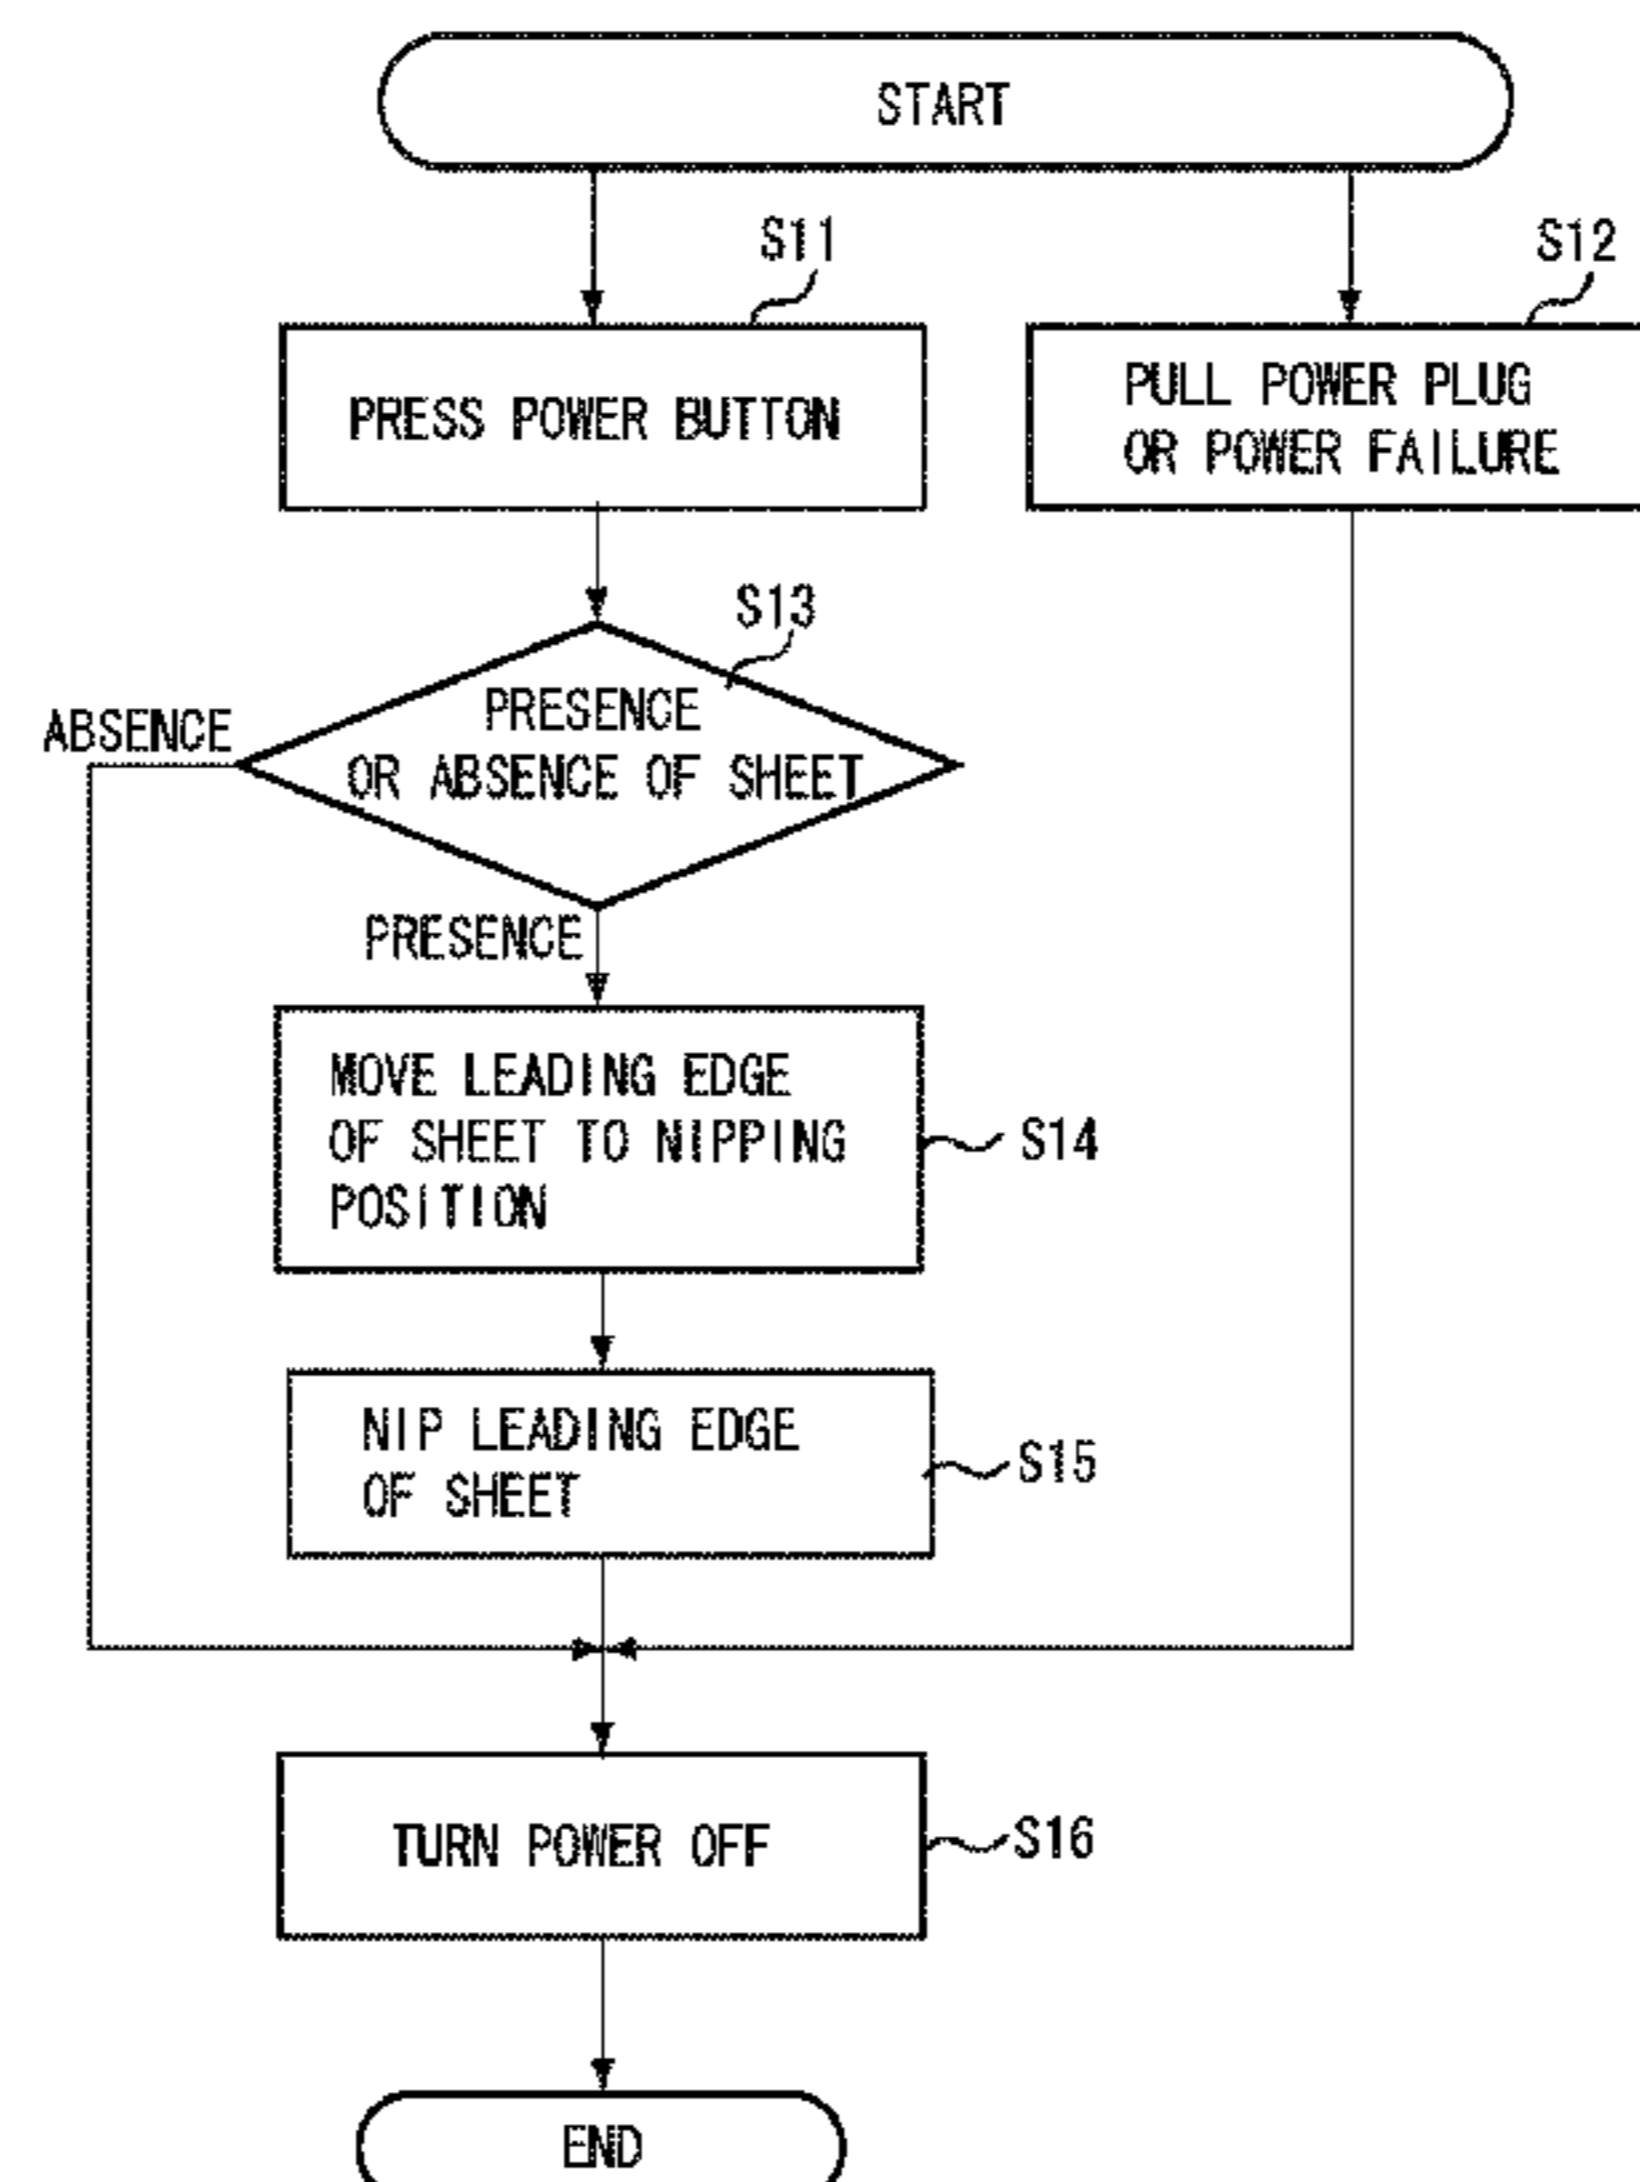 START
S11
S12
PRESS POWER BUTTON
PULL POWER PLUG
OR POWER FAILURE
S13
PRESENCE
OR ABSENCE OF SHEET
ABSENCE
PRESENCE
MOVE LEADING EDGE
OF SHEET TO NIPPING
POSITION
S14
NIP LEADING EDGE
OF SHEET
S15
TURN POWER OFF
S16
END